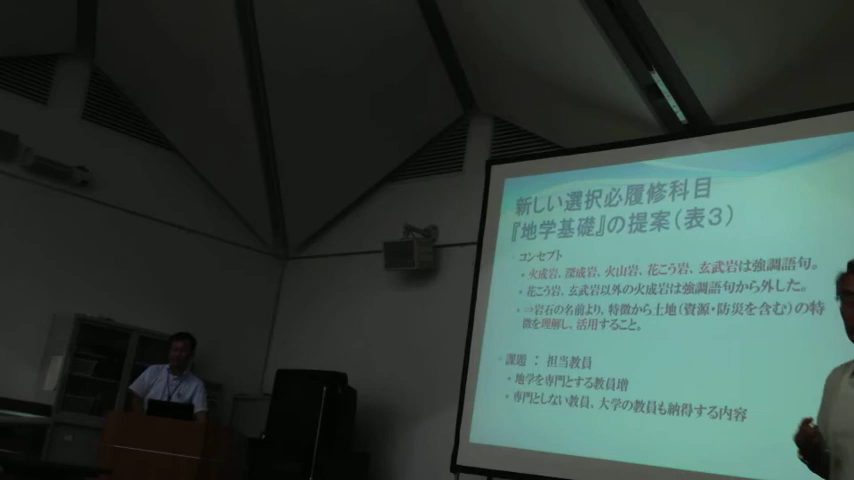 新しい選択必履修科目
『地学基礎』の提案(表3)
・コンセプト
・火成岩、深成岩、火山岩、花こう岩、玄武岩は強調語句。
・花こう岩、玄武岩以外の火成岩は強調語句から外した。
・⇒岩石の名前より、特徴から土地(資源・防災を含む)の特
徴を理解し、活用すること。
・課題 : 担当教員
・地学を専門とする教員増
・専門としない教員、大学の教員も納得する内容